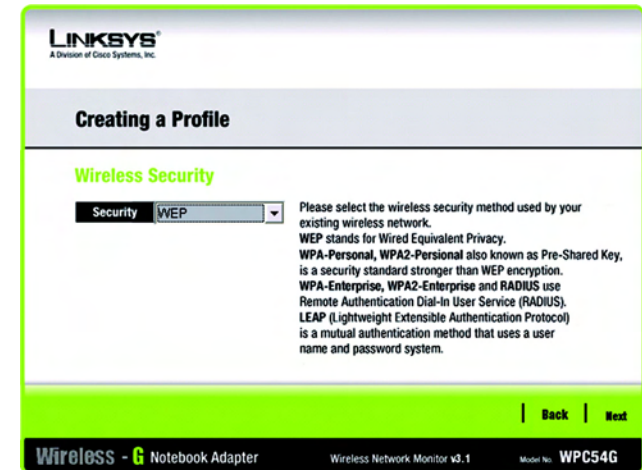 LINKSYS®
A Division of Cisco Systems, Inc.
Creating a Profile
Wireless Security
Security WEP
Please select the wireless security method used by your
existing wireless network.
WEP stands for Wired Equivalent Privacy.
WPA-Personal, WPA2-Persional also known as Pre-Shared Key,
is a security standard stronger than WEP encryption.
WPA-Enterprise, WPA2-Enterprise and RADIUS use
Remote Authentication Dial-In User Service (RADIUS).
LEAP (Lightweight Extensible Authentication Protocol)
is a mutual authentication method that uses a user
name and password system.
Back Next
Wireless - G Notebook Adapter Wireless Network Monitor v3.1 Model No. WPC54G